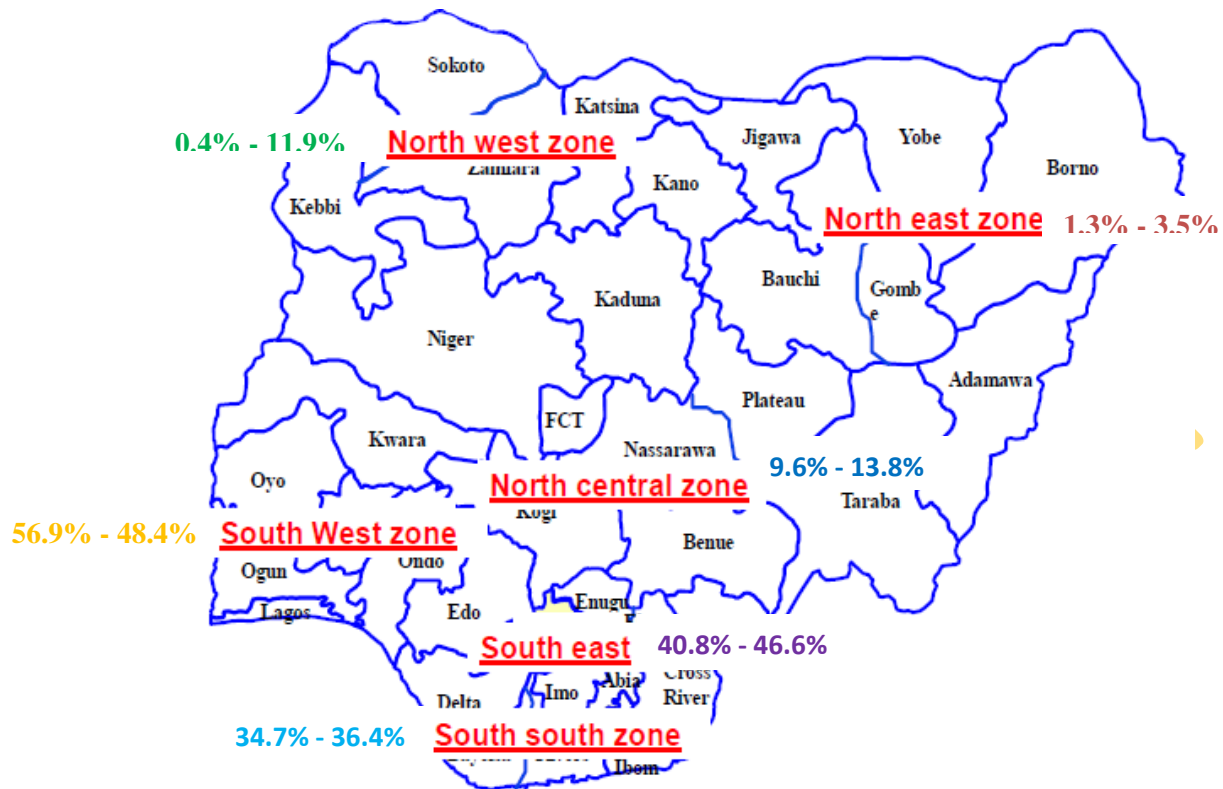 Sokoto
Katsina
0.4% - 11.9%
North west zone
Jigawa
Yobe
Zamfara
Kano
Borno
Kebbi
North east zone
1.3% - 3.5%
Bauchi
Kaduna
Gomb
e
Niger
Adamawa
Plateau
FCT
Kwara
Nassarawa
9.6% - 13.8%
Oyo
North central zone
Taraba
Kogi
56.9% - 48.4%
South West zone
Benue
Ondo
Ogun
Enugu
Lagos
Edo
South east
40.8% - 46.6%
Cross
River
Abia
Imo
Delta
34.7% - 36.4%
South south zone
Ibom